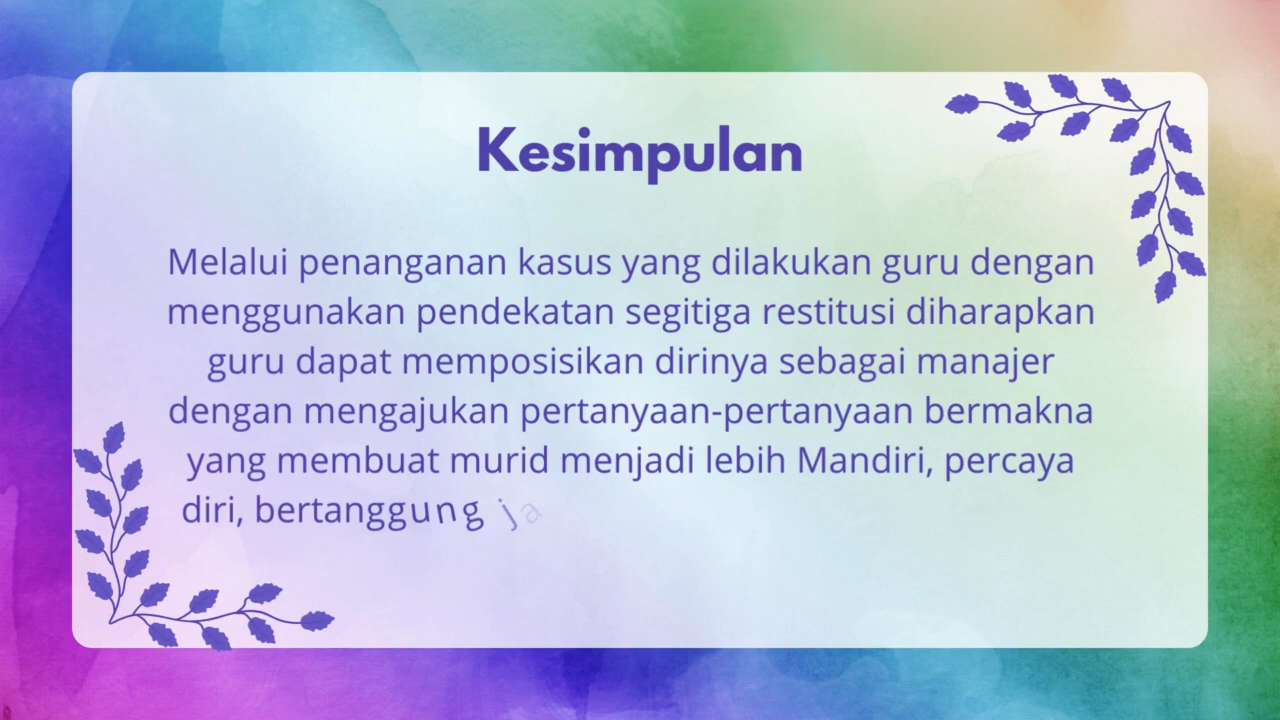 Kesimpulan
Melalui penanganan kasus yang dilakukan guru dengan
menggunakan pendekatan segitiga restitusi diharapkan
guru dapat memposisikan dirinya sebagai manajer
dengan mengajukan pertanyaan-pertanyaan bermakna
yang membuat murid menjadi lebih Mandiri, percaya
diri, bertanggung ja